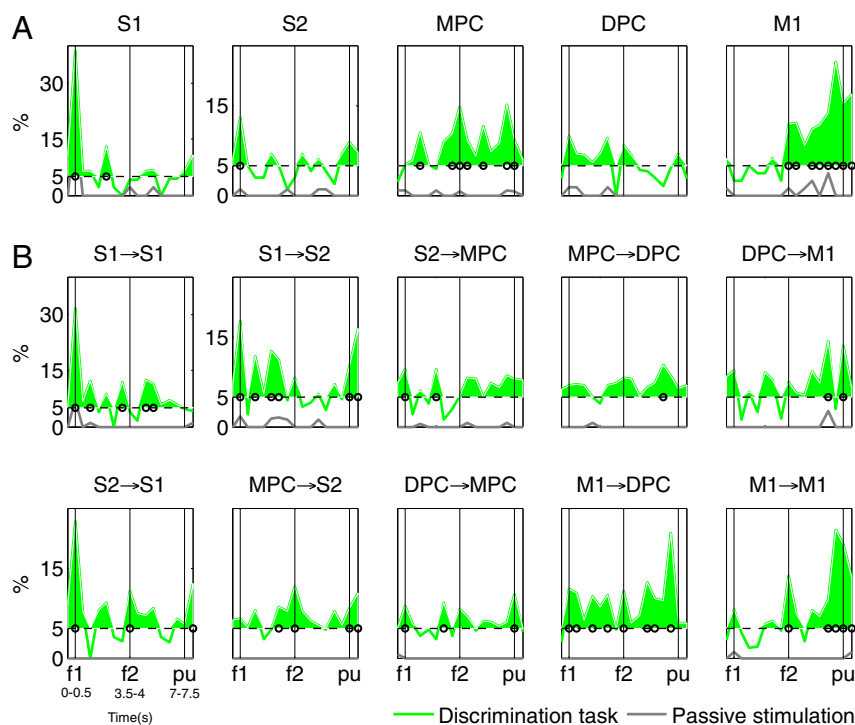 A
S1 S2 MPC DPC M1
%
30
15
5
0
15
5
0
B
S1→S1 S1→S2 S2→MPC MPC→DPC DPC→M1
%
30
15
5
0
15
5
0
S2→S1 MPC→S2 DPC→MPC M1→DPC M1→M1
%
15
5
0
f1 f2 pu f1 f2 pu f1 f2 pu f1 f2 pu f1 f2 pu
0-0.5 3.5-4 7-7.5
Time(s)
Discrimination task Passive stimulation